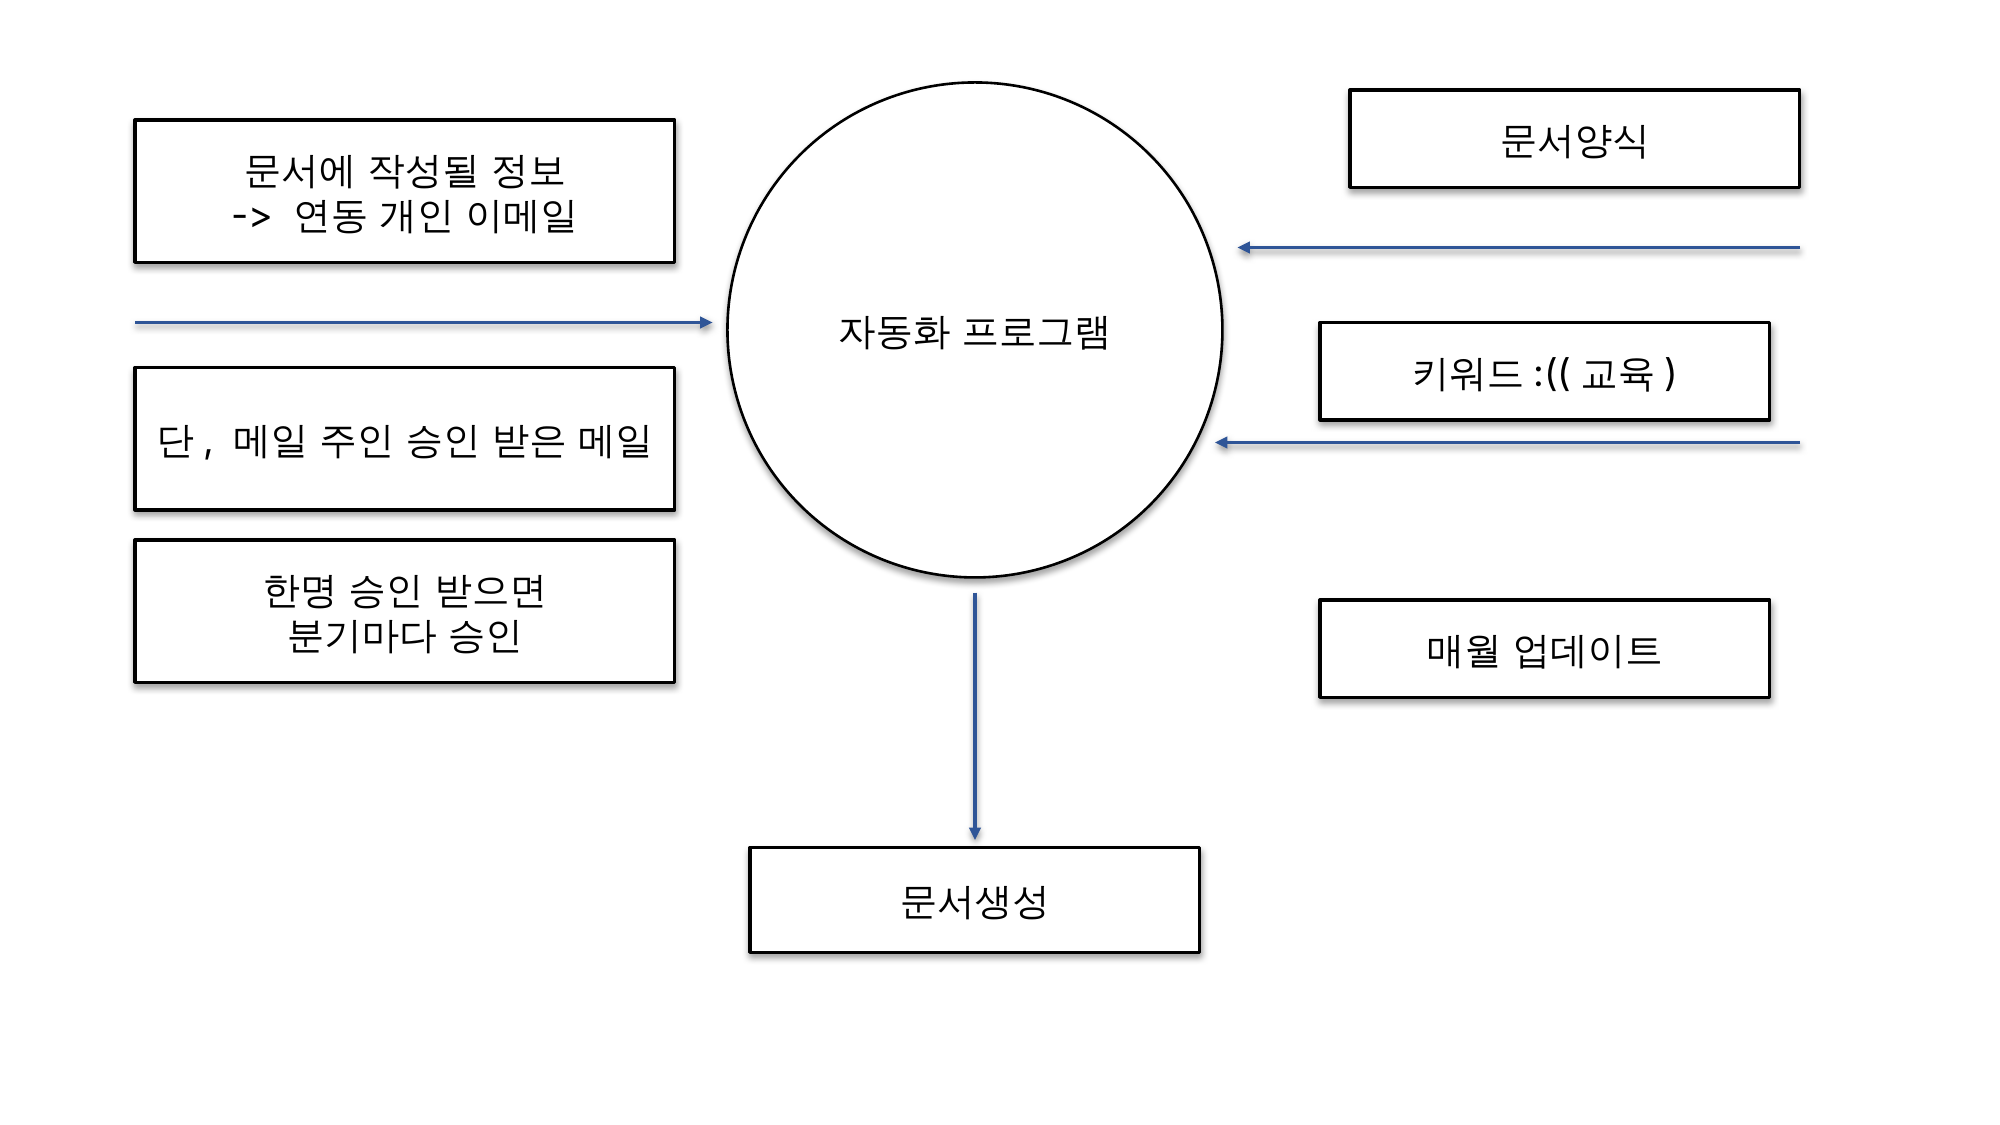 문서에 작성될 정보
-> 연동 개인 이메일
단 , 메일 주인 승인 받은 메일
한명 승인 받으면
분기마다 승인
자동화 프로그램
문서양식
키워드 :(( 교육 )
매월 업데이트
문서생성